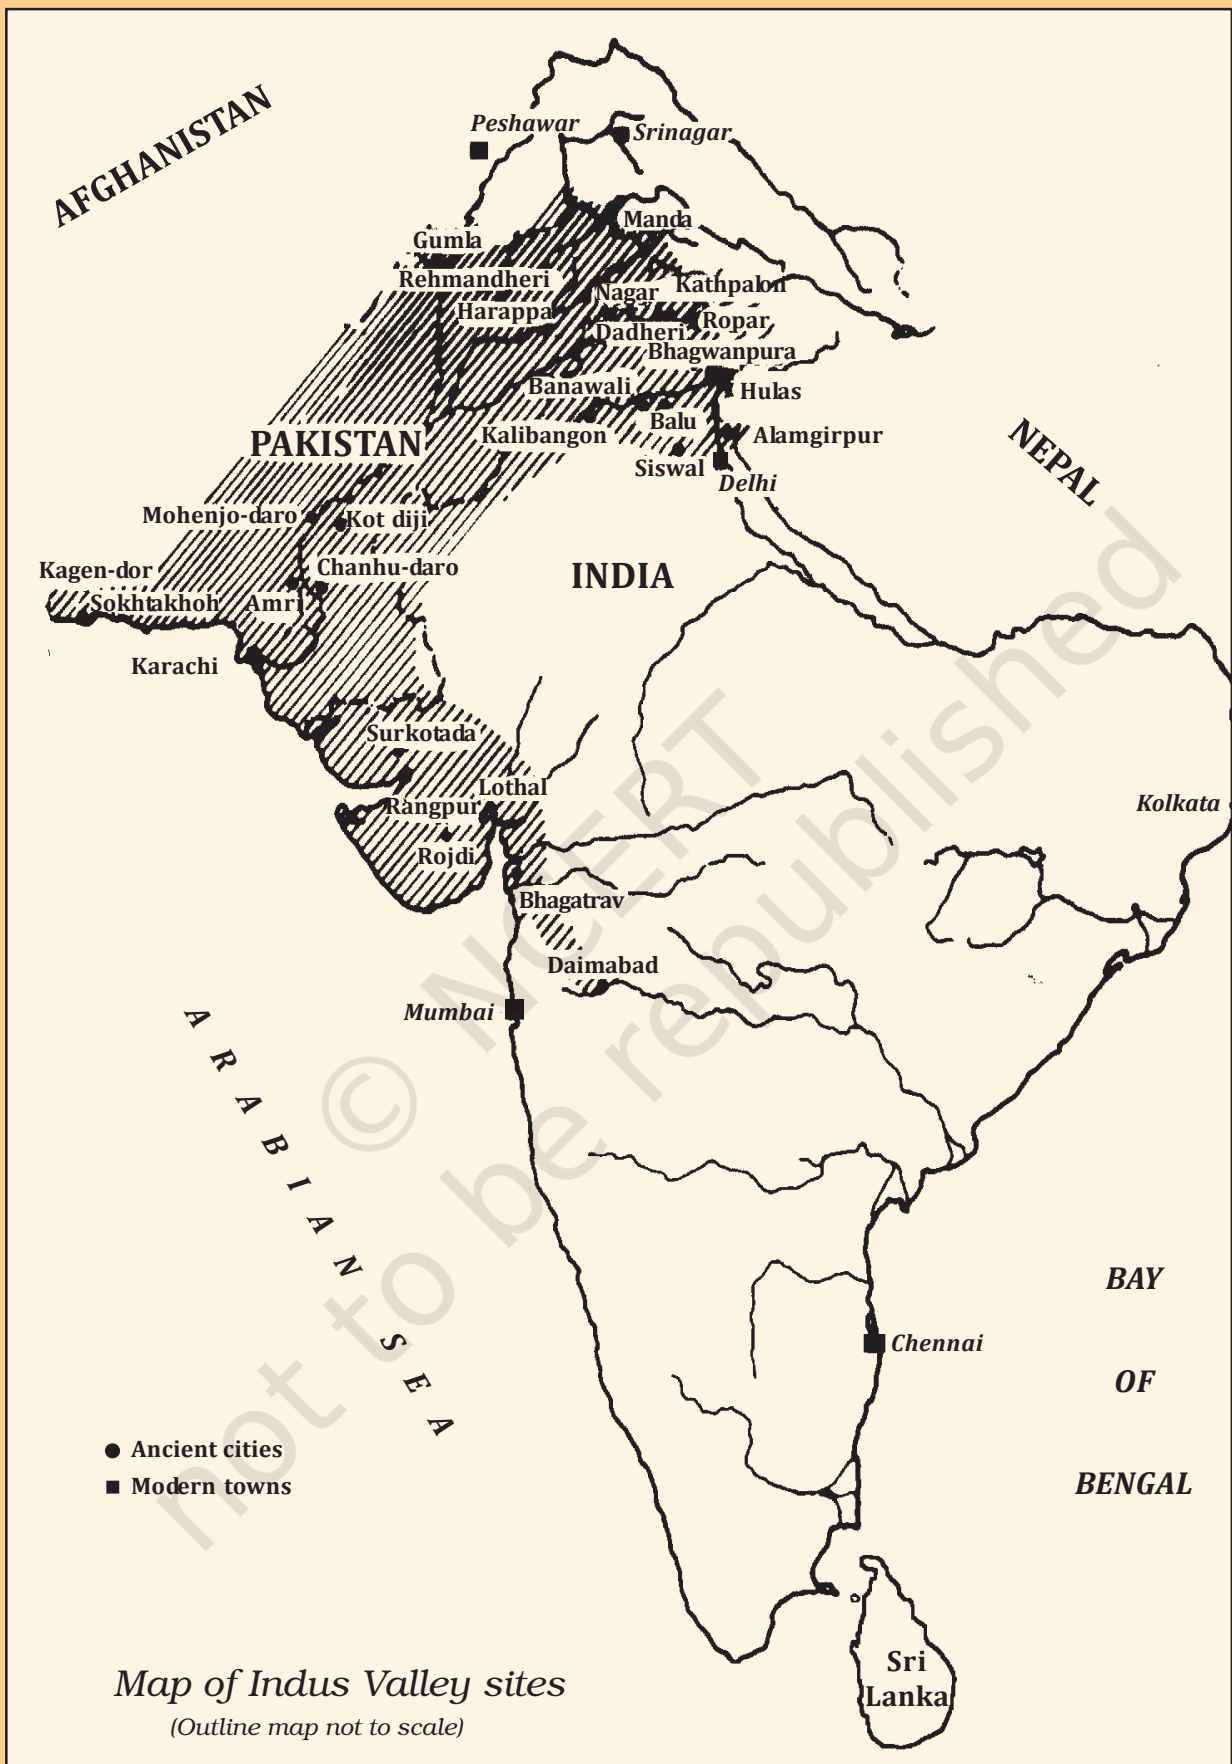 AFGHANISTAN
Peshawar
Srinagar
Manda
Gumla
Rehmandheri
Kathpalon
Nagar
Harappa
Ropar
Dadheri
Bhagwanpura
Banawali
Hulas
Balu
Kalibangon
Alamgirpur
PAKISTAN
Siswal
Delhi
NEPAL
Mohenjo-daro
Kot diji
Kagen-dor
Chanhu-daro
INDIA
Sokhtakhoh
Amri
Karachi
Surkotada
Lothal
Rangpur
Kolkata
Rojdi
Bhagatrav
Daimabad
Mumbai
ARABIAN SEA
BAY
OF
BENGAL
Chennai
Ancient cities
Modern towns
Sri
Lanka
Map of Indus Valley sites
(Outline map not to scale)
© NCERT
not to be republished